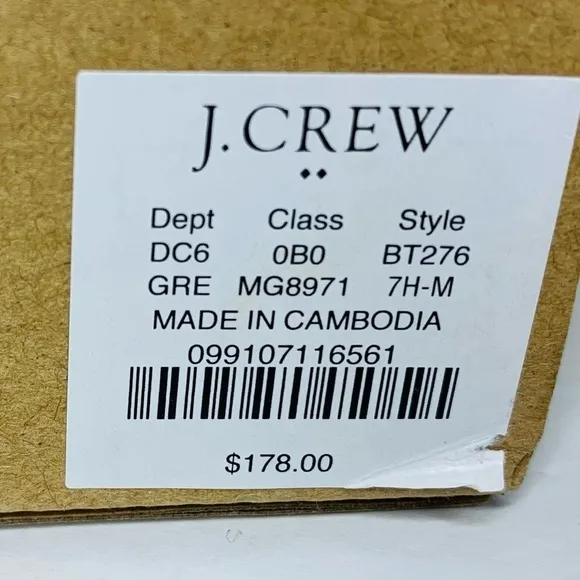 J.CREW
Dept Class Style
DC6 0B0 BT276
GRE MG8971 7H-M
MADE IN CAMBODIA
099107116561
$178.00